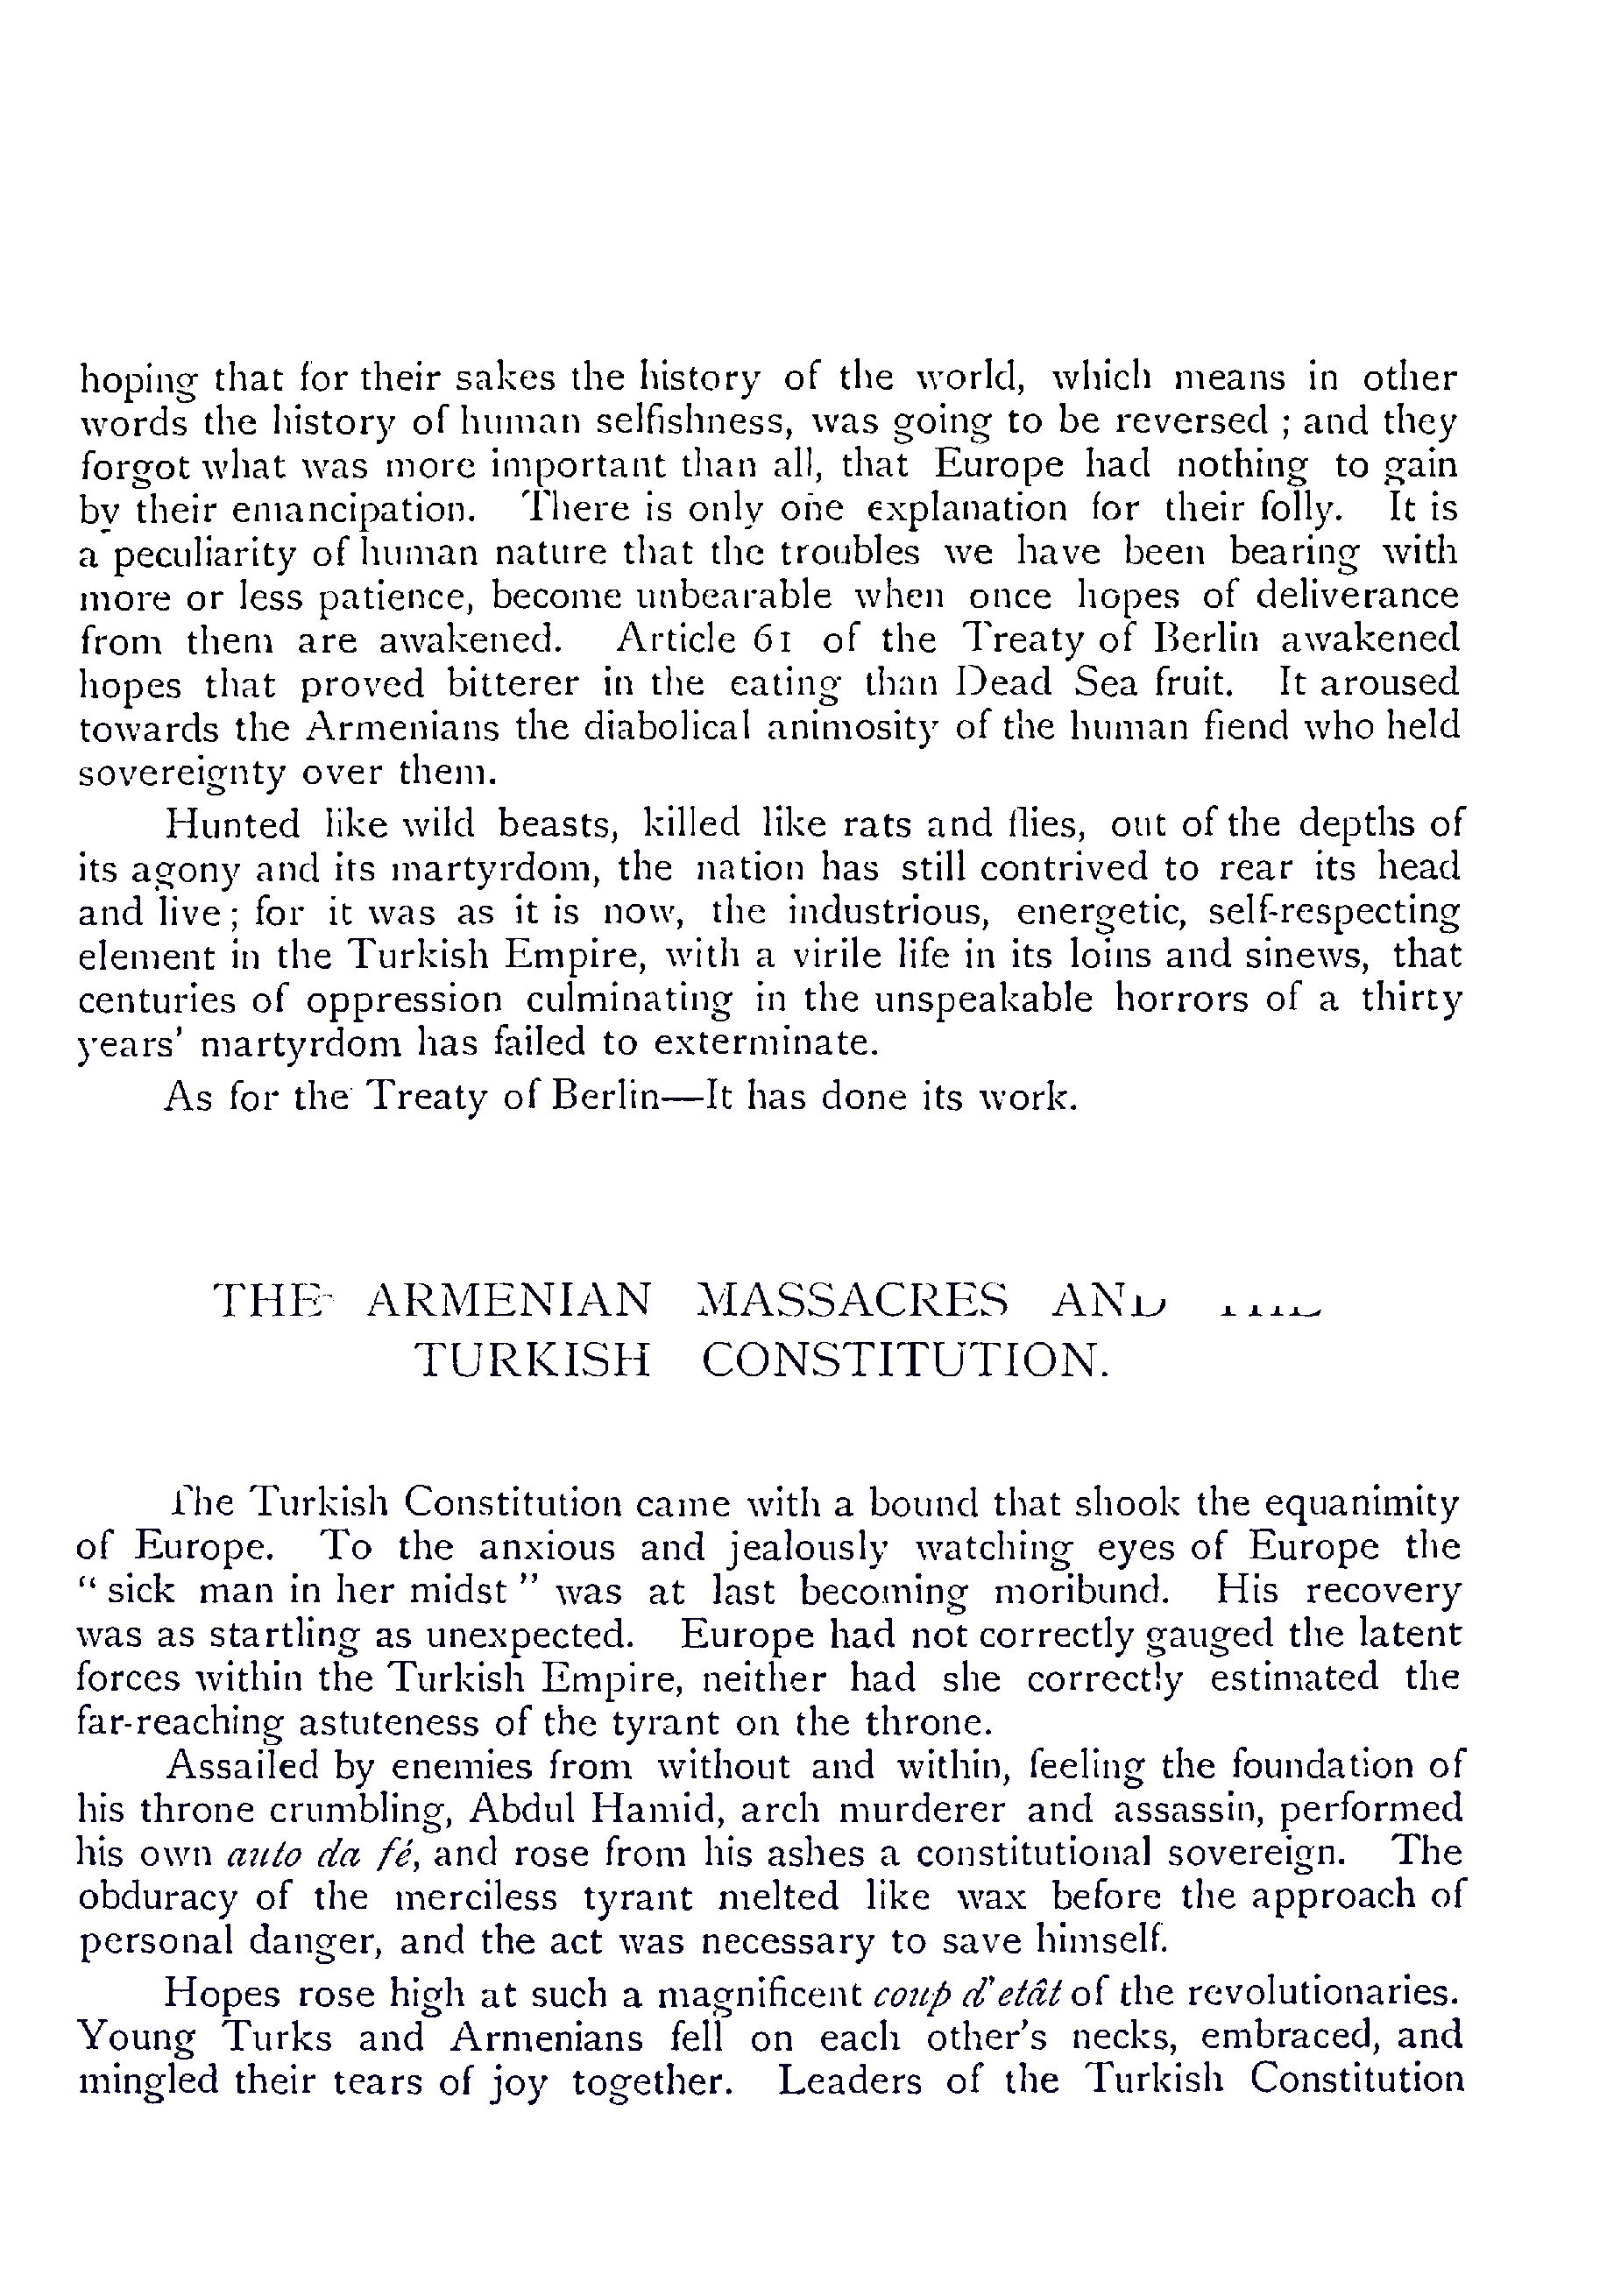 hoping that for their sakes the history of the world, which means in other
words the history of human selfishness, was going to be reversed ; and they
forgot what was more important than all, that Europe had nothing to gain
by their emancipation. There is only one explanation for their folly. It is
a peculiarity of human nature that the troubles we have been bearing with
more or less patience, become unbearable when once hopes of deliverance
from them are awakened. Article 61 of the Treaty of Berlin awakened
hopes that proved bitterer in the eating than Dead Sea fruit. It aroused
towards the Armenians the diabolical animosity of the human fiend who held
sovereignty over them.
Hunted like wild beasts, killed like rats and flies, out of the depths of
its agony and its martyrdom, the nation has still contrived to rear its head
and live ; for it was as it is now, the industrious, energetic, self-respecting
element in the Turkish Empire, with a virile life in its loins and sinews, that
centuries of oppression culminating in the unspeakable horrors of a thirty
years' martyrdom has failed to exterminate.
As for the Treaty of Berlin—It has done its work.
THE ARMENIAN MASSACRES AND THE
TURKISH CONSTITUTION.
The Turkish Constitution came with a bound that shook the equanimity
of Europe. To the anxious and jealously watching eyes of Europe the
" sick man in her midst " was at last becoming moribund. His recovery
was as startling as unexpected. Europe had not correctly gauged the latent
forces within the Turkish Empire, neither had she correctly estimated the
far-reaching astuteness of the tyrant on the throne.
Assailed by enemies from without and within, feeling the foundation of
his throne crumbling, Abdul Hamid, arch murderer and assassin, performed
his own auto da fé, and rose from his ashes a constitutional sovereign. The
obduracy of the merciless tyrant melted like wax before the approach of
personal danger, and the act was necessary to save himself.
Hopes rose high at such a magnificent coup d'etât of the revolutionaries.
Young Turks and Armenians fell on each other's necks, embraced, and
mingled their tears of joy together. Leaders of the Turkish Constitution